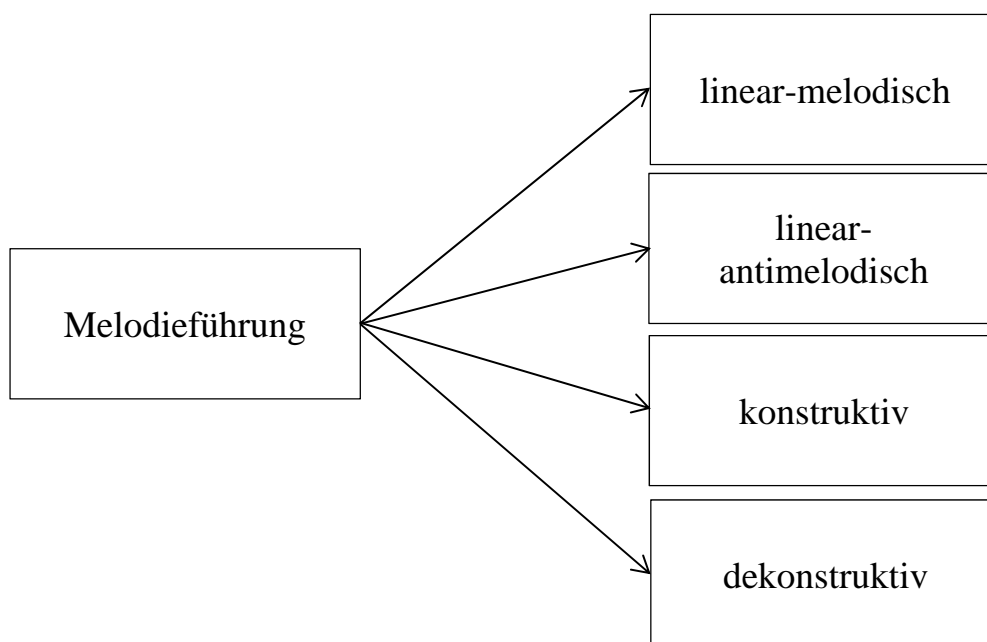 linear-melodisch
linear-
antimelodisch
Melodieführung
konstruktiv
dekonstruktiv